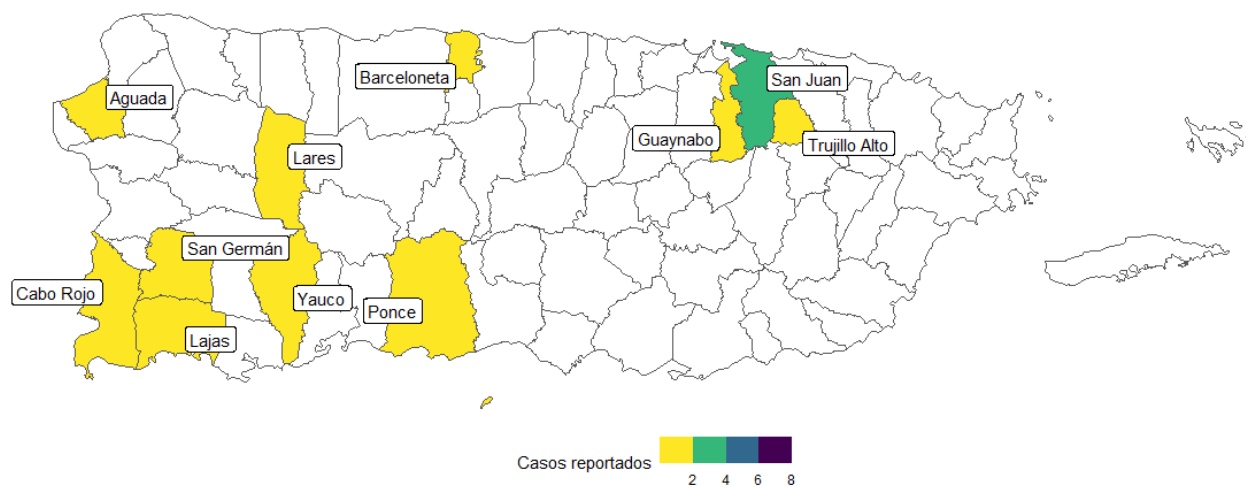 Barceloneta
San Juan
Aguada
Guaynabo
Trujillo Alto
Lares
San Germán
Cabo Rojo
Yauco
Ponce
Lajas
Casos reportados
2 4 6 8